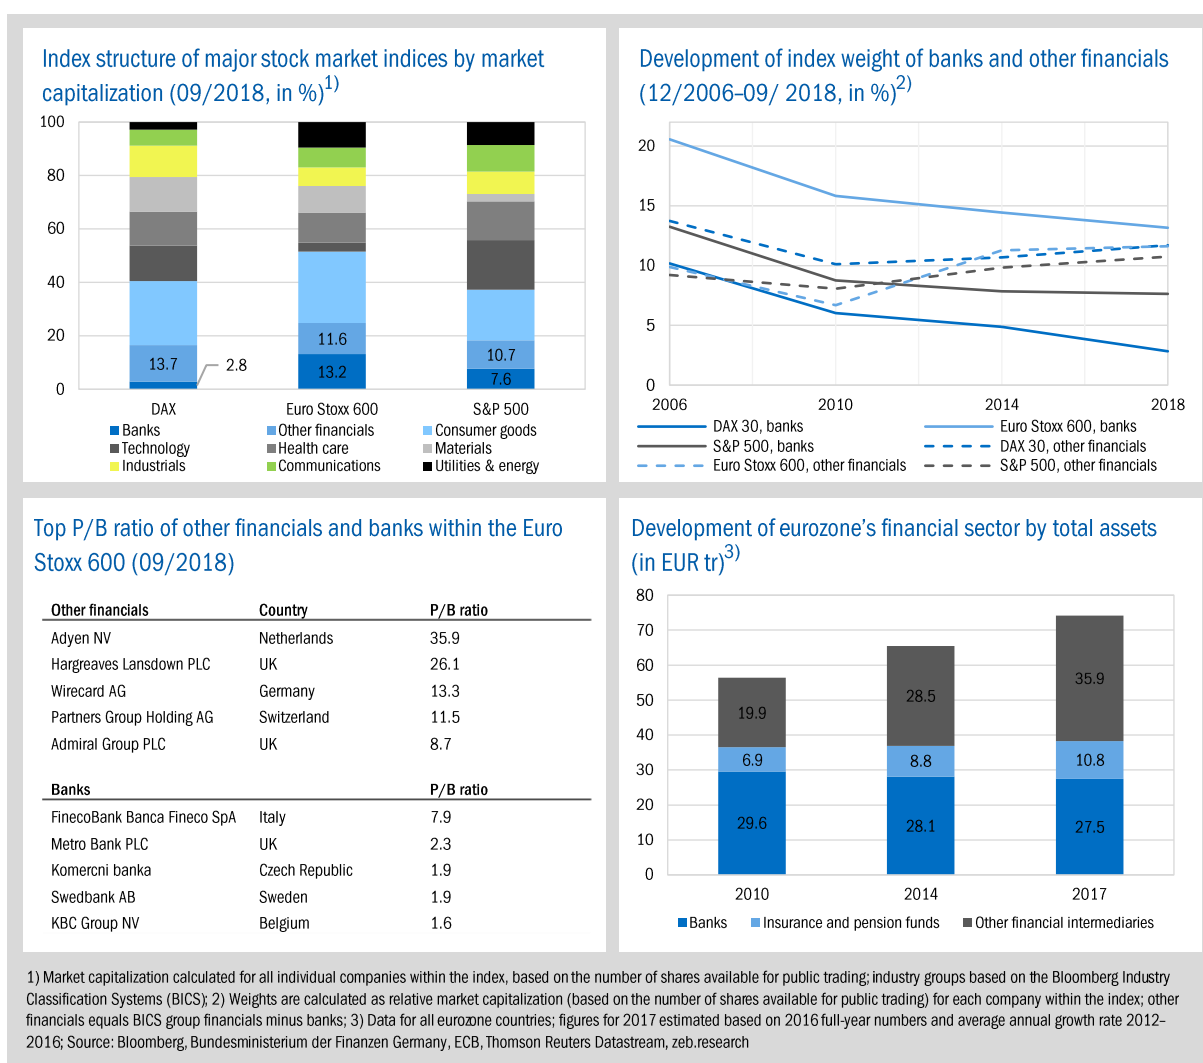 Index structure of major stock market indices by market
capitalization (09/2018, in %)1)
100
80
60
40
20
0
13.7
2.8
11.6
13.2
10.7
7.6
DAX
Euro Stoxx 600
S&P 500
Banks
Other financials
Consumer goods
Technology
Health care
Materials
Industrials
Communications
Utilities & energy
Development of index weight of banks and other financials
(12/2006–09/ 2018, in %)2)
20
15
10
5
0
2006
2010
2014
2018
DAX 30, banks
Euro Stoxx 600, banks
S&P 500, banks
DAX 30, other financials
Euro Stoxx 600, other financials
S&P 500, other financials
Top P/B ratio of other financials and banks within the Euro
Stoxx 600 (09/2018)
Other financials Country P/B ratio
Adyen NV Netherlands 35.9
Hargreaves Lansdown PLC UK 26.1
Wirecard AG Germany 13.3
Partners Group Holding AG Switzerland 11.5
Admiral Group PLC UK 8.7
Banks P/B ratio
FinecoBank Banca Fineco SpA Italy 7.9
Metro Bank PLC UK 2.3
Komercni banka Czech Republic 1.9
Swedbank AB Sweden 1.9
KBC Group NV Belgium 1.6
Development of eurozone's financial sector by total assets
(in EUR tr)3)
80
70
60
50
40
30
20
10
0
19.9
6.9
29.6
28.5
8.8
28.1
35.9
10.8
27.5
2010
2014
2017
Banks
Insurance and pension funds
Other financial intermediaries
1) Market capitalization calculated for all individual companies within the index, based on the number of shares available for public trading; industry groups based on the Bloomberg Industry
Classification Systems (BICS); 2) Weights are calculated as relative market capitalization (based on the number of shares available for public trading) for each company within the index; other
financials equals BICS group financials minus banks; 3) Data for all eurozone countries; figures for 2017 estimated based on 2016 full-year numbers and average annual growth rate 2012–
2016; Source: Bloomberg, Bundesministerium der Finanzen Germany, ECB, Thomson Reuters Datastream, zeb.research